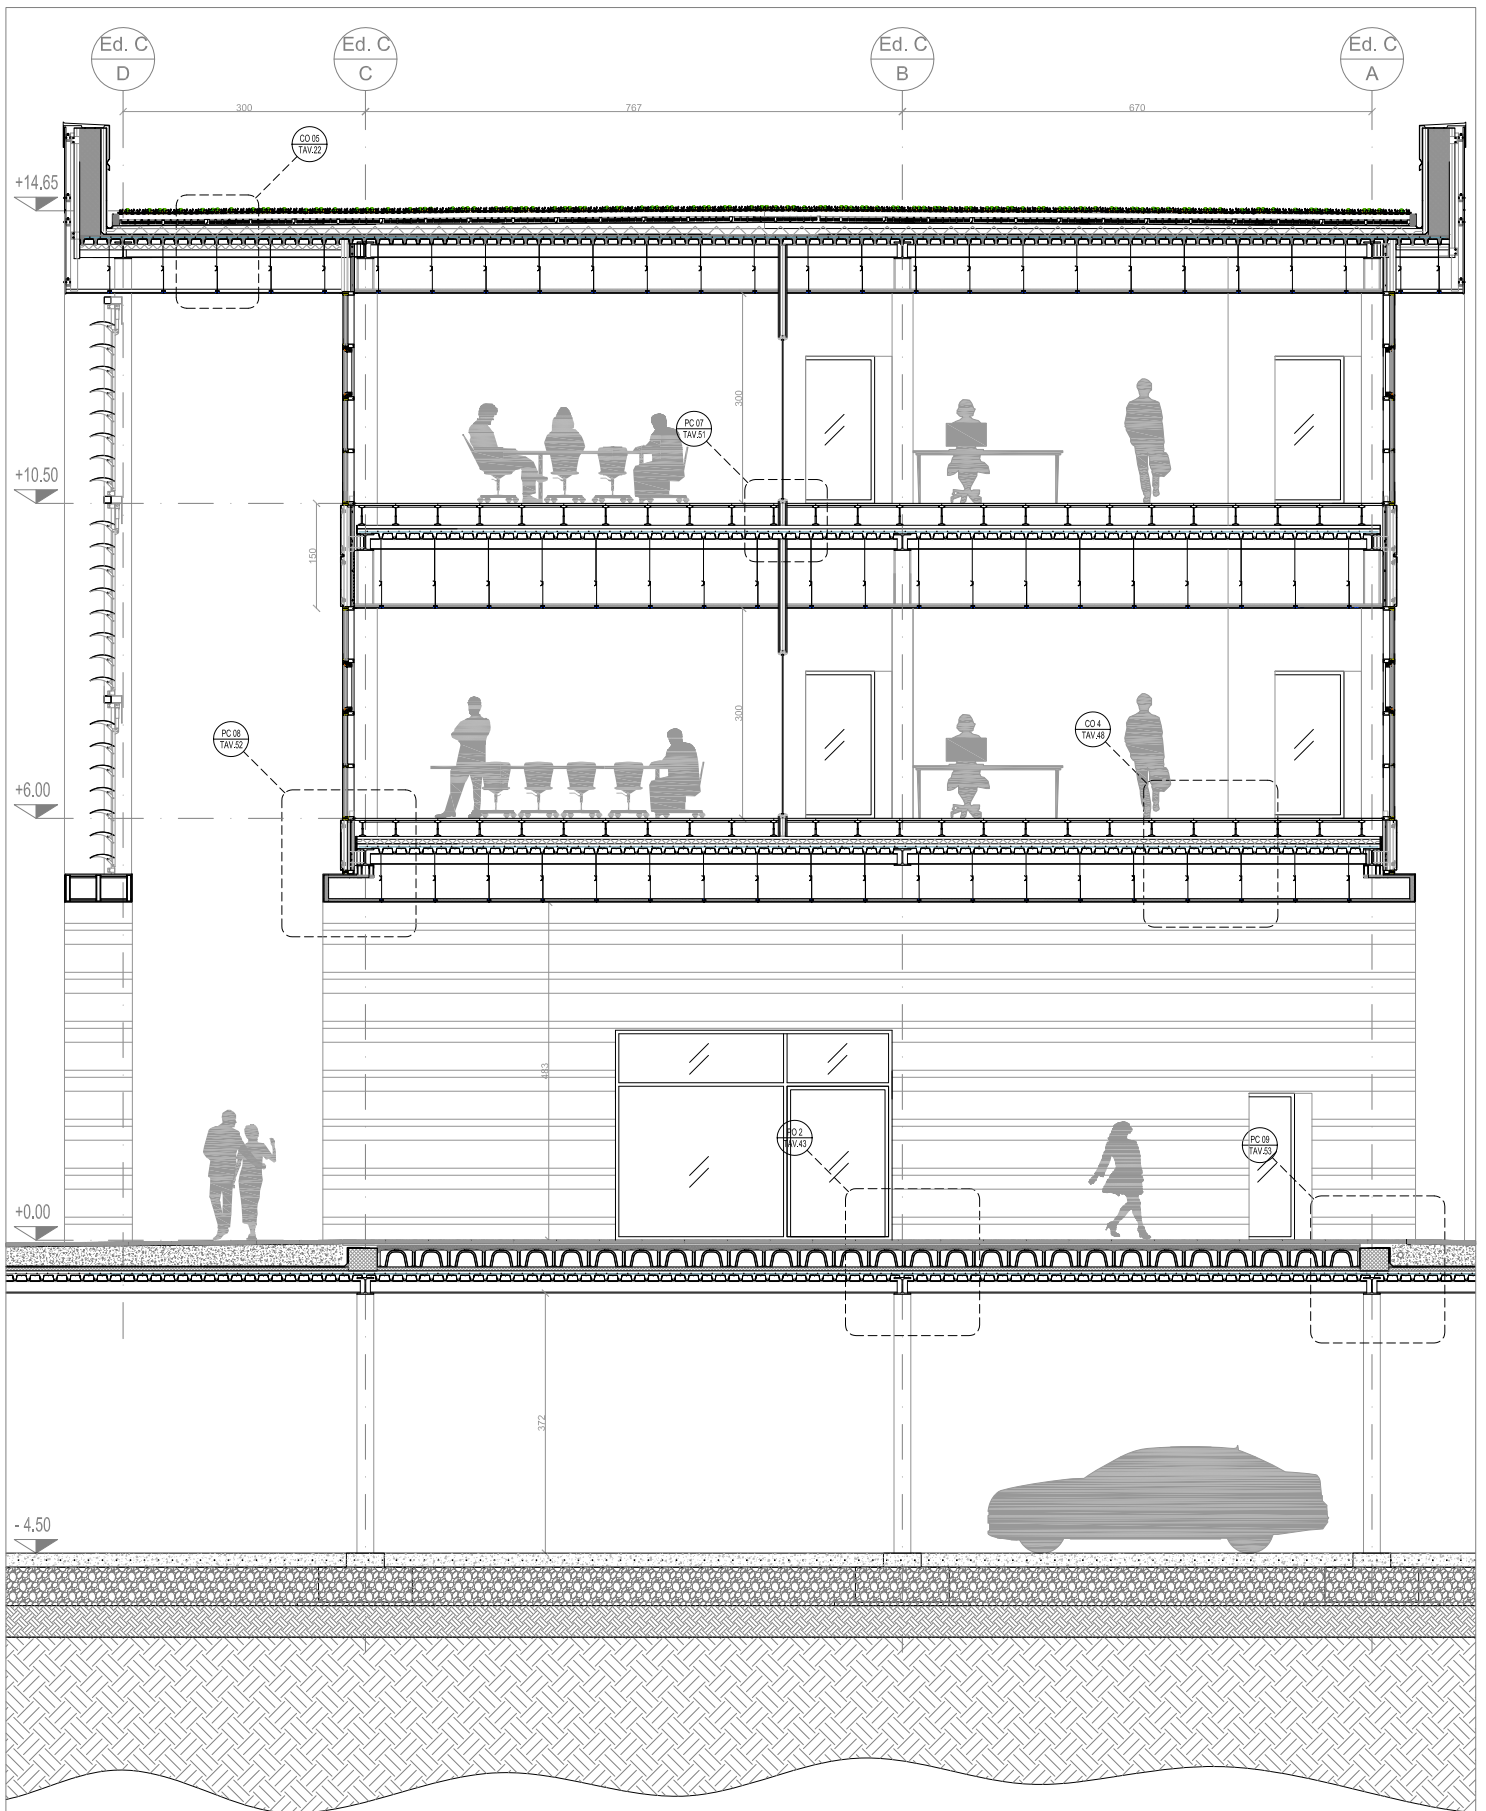 Ed. C
D
Ed. C
C
Ed. C
B
Ed. C
A
300
767
670
CO 05
TAV.22
+14.65
300
PC 07
TAV.51
+10.50
150
300
PC 08
TAV.52
CO 4
TAV.48
+6.00
483
PO 2
TAV.43
PC 09
TAV.53
+0.00
372
- 4.50